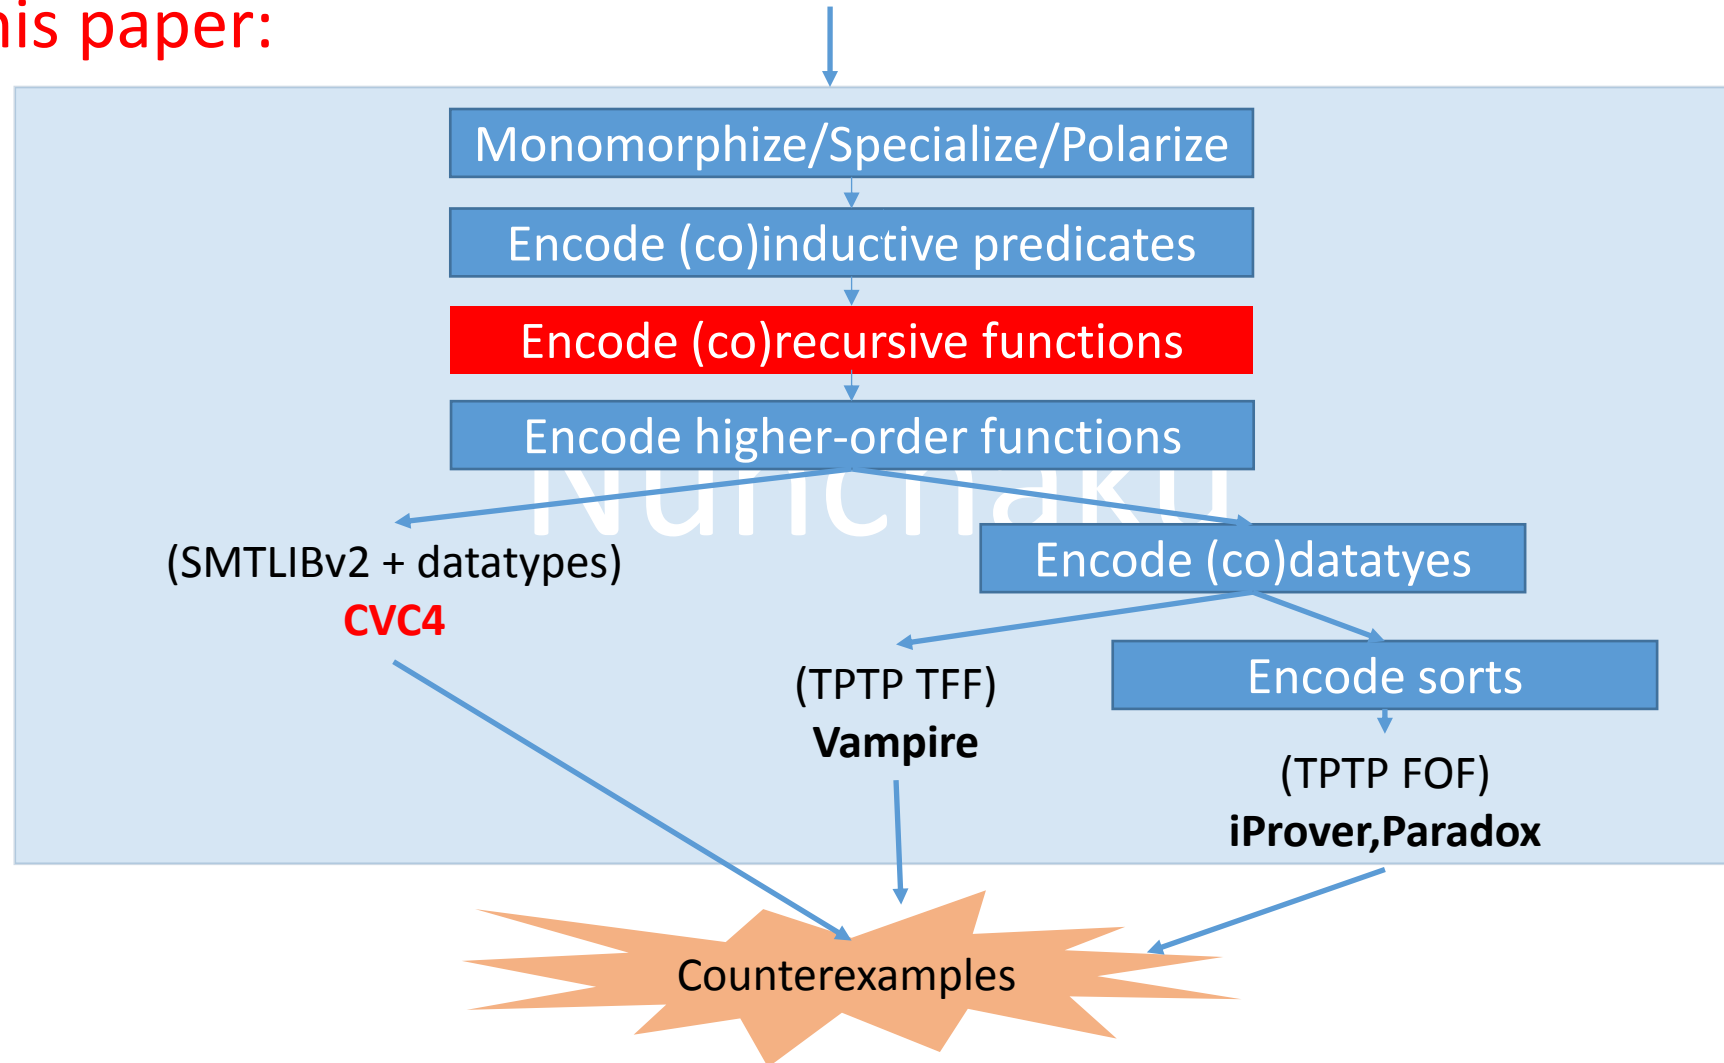 his paper:
Monomorphize/Specialize/Polarize
Encode (co)inductive predicates
Encode (co)recursive functions
Encode higher-order functions
Nunchaku
(SMTLIBv2 + datatypes)
CVC4
Encode (co)datatyes
(TPTP TFF)
Vampire
Encode sorts
(TPTP FOF)
iProver,Paradox
Counterexamples